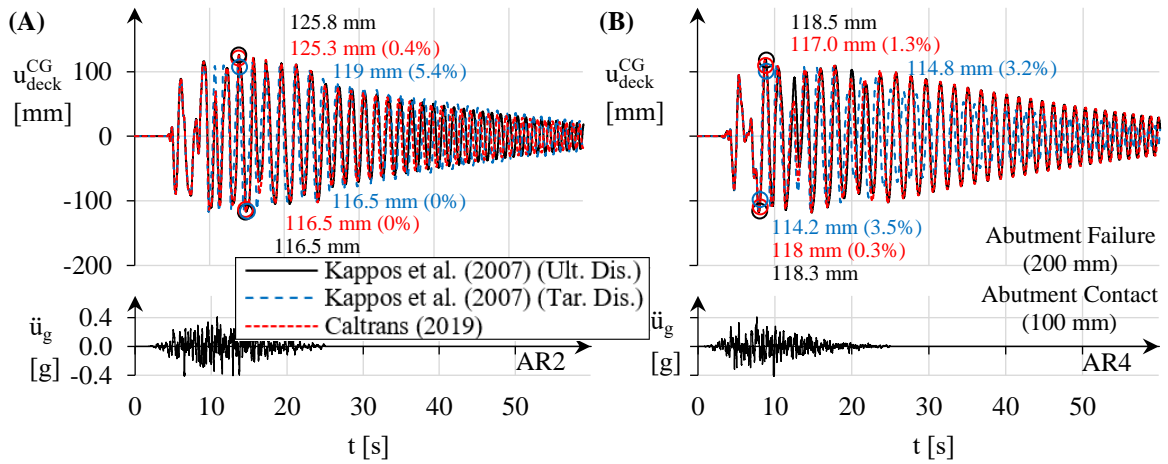 (A)
125.8 mm
125.3 mm (0.4%)
119 mm (5.4%)
u_deck^CG
[mm]
100
0
-100
-200
116.5 mm (0%)
116.5 mm (0%)
116.5 mm
(B)
118.5 mm
117.0 mm (1.3%)
114.8 mm (3.2%)
u_deck^CG
[mm]
114.2 mm (3.5%)
118 mm (0.3%)
118.3 mm
Abutment Failure
(200 mm)
Abutment Contact
(100 mm)
Kappos et al. (2007) (Ult. Dis.)
Kappos et al. (2007) (Tar. Dis.)
Caltrans (2019)
ü_g
[g]
0.4
0.0
-0.4
AR2
0 10 20 30 40 50
t [s]
ü_g
[g]
AR4
0 10 20 30 40 50
t [s]